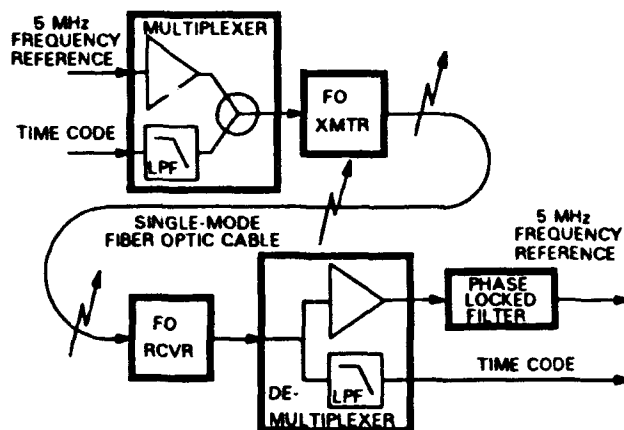 5 MHz
FREQUENCY
REFERENCE
MULTIPLEXER
TIME CODE
LPF
FO
XMTR
SINGLE-MODE
FIBER OPTIC CABLE
FO
RCVR
DE-
MULTIPLEXER
LPF
5 MHz
FREQUENCY
REFERENCE
PHASE
LOCKED
FILTER
TIME CODE